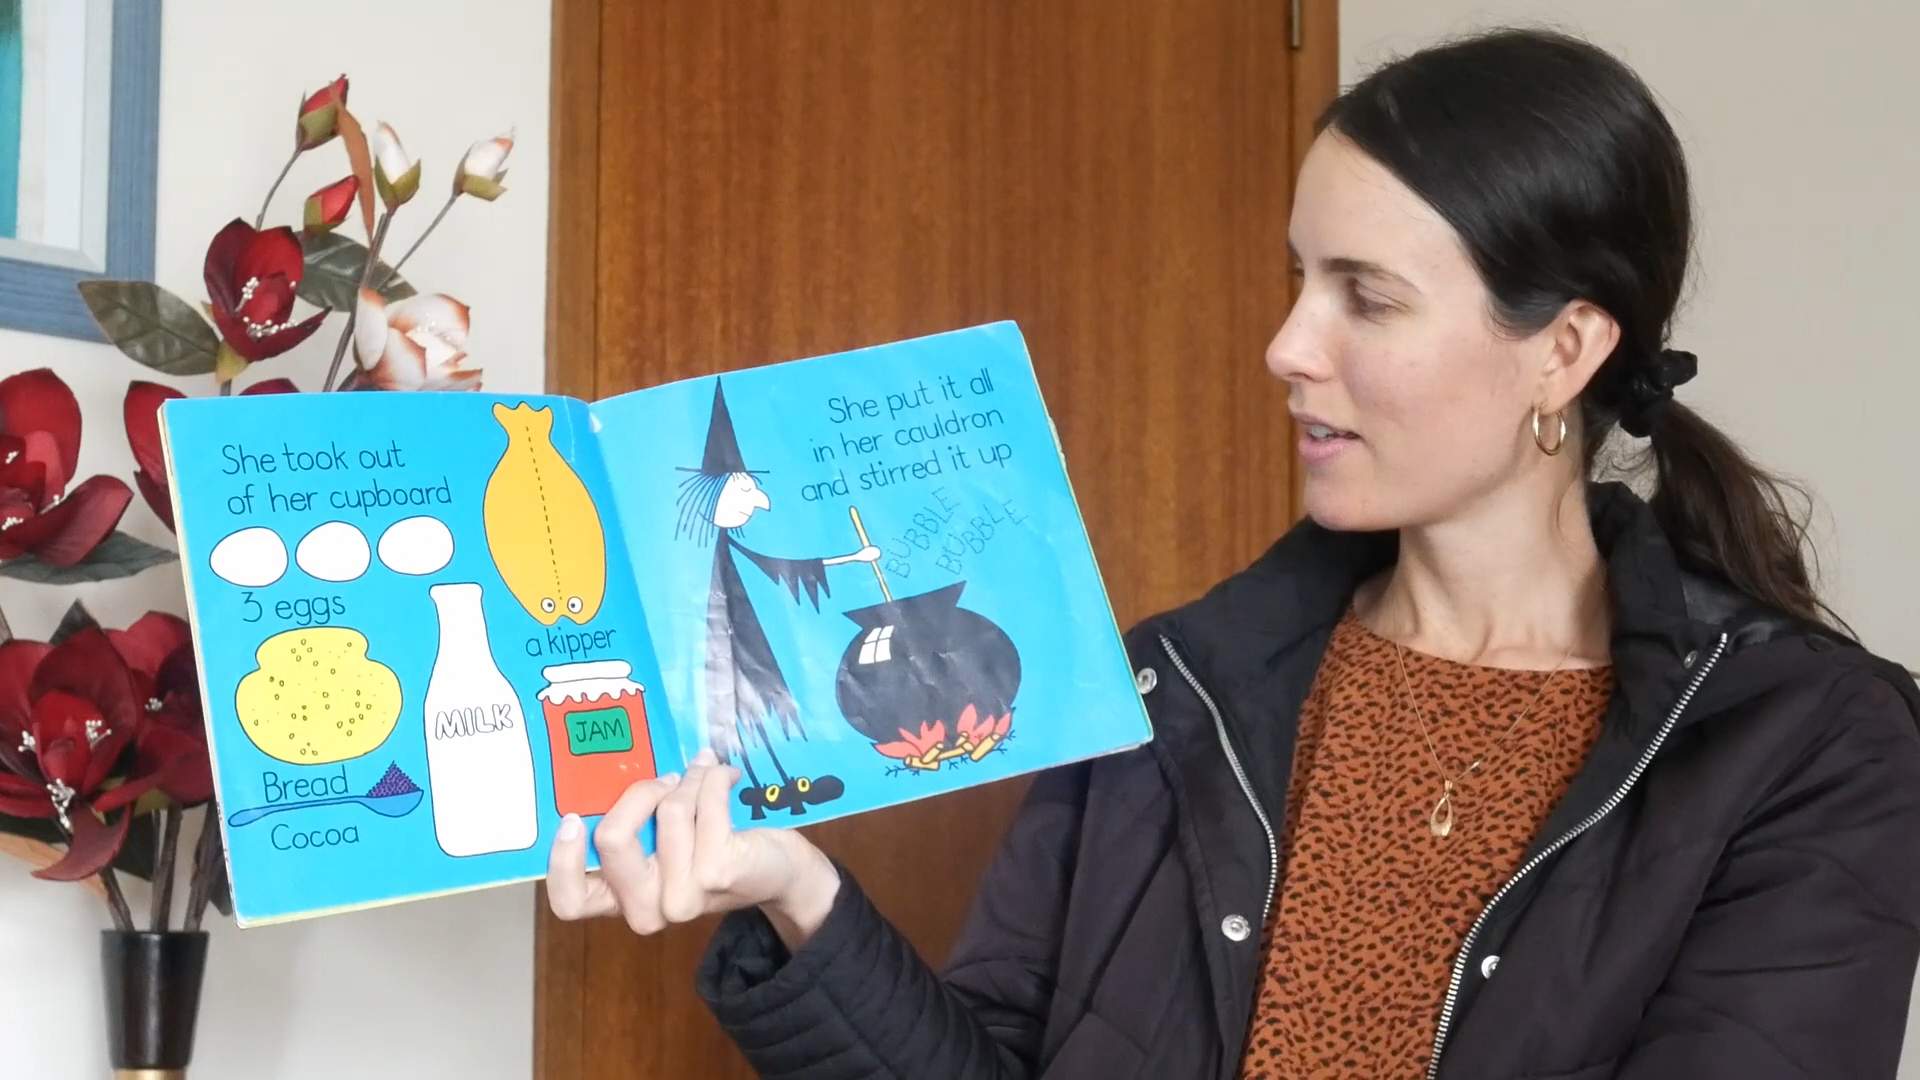 She took out
of her cupboard
3 eggs
a kipper
Bread
MILK
JAM
Cocoa
She put it all
in her cauldron
and stirred it up
BUBBLE
BUBBLE